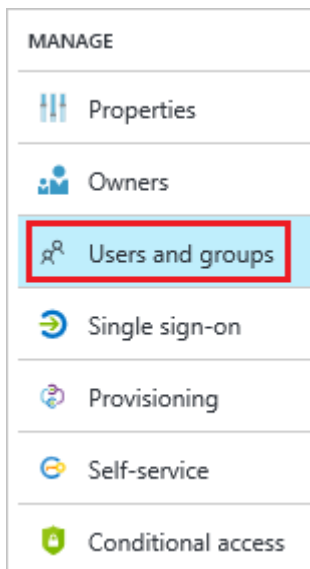 MANAGE
Properties
Owners
Users and groups
Single sign-on
Provisioning
Self-service
Conditional access